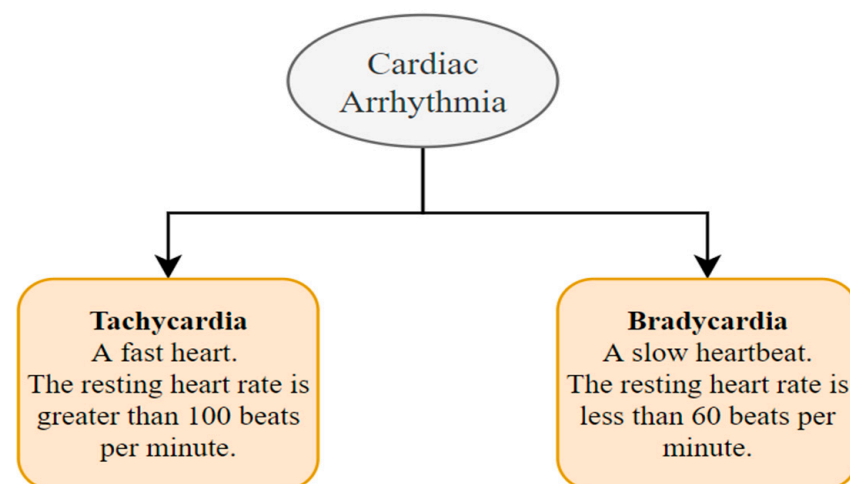 Cardiac
Arrhythmia
Tachycardia
A fast heart.
The resting heart rate is
greater than 100 beats
per minute.
Bradycardia
A slow heartbeat.
The resting heart rate is
less than 60 beats per
minute.